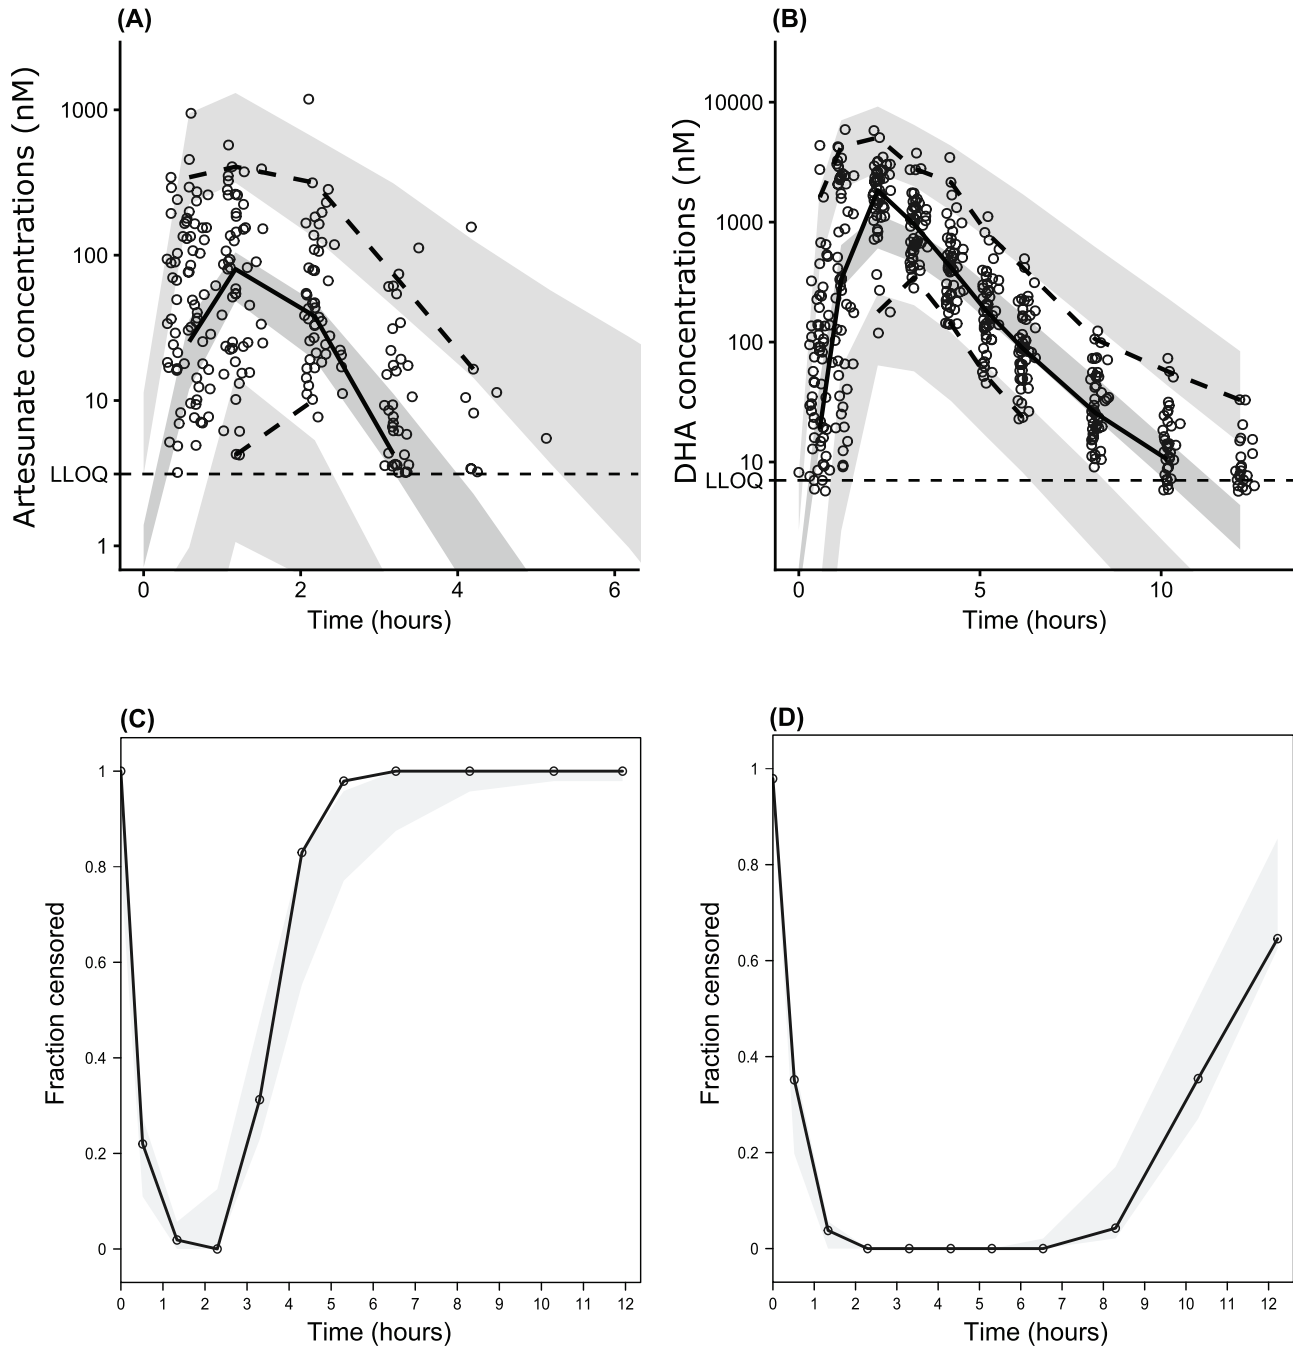 (A)
Artesunate concentrations (nM)
1000
100
10
LLOQ
1
0 2 4 6
Time (hours)
(B)
DHA concentrations (nM)
10000
1000
100
10
LLOQ
0 5 10
Time (hours)
(C)
Fraction censored
1
0.8
0.6
0.4
0.2
0
0 1 2 3 4 5 6 7 8 9 10 11 12
Time (hours)
(D)
Fraction censored
1
0.8
0.6
0.4
0.2
0
0 1 2 3 4 5 6 7 8 9 10 11 12
Time (hours)